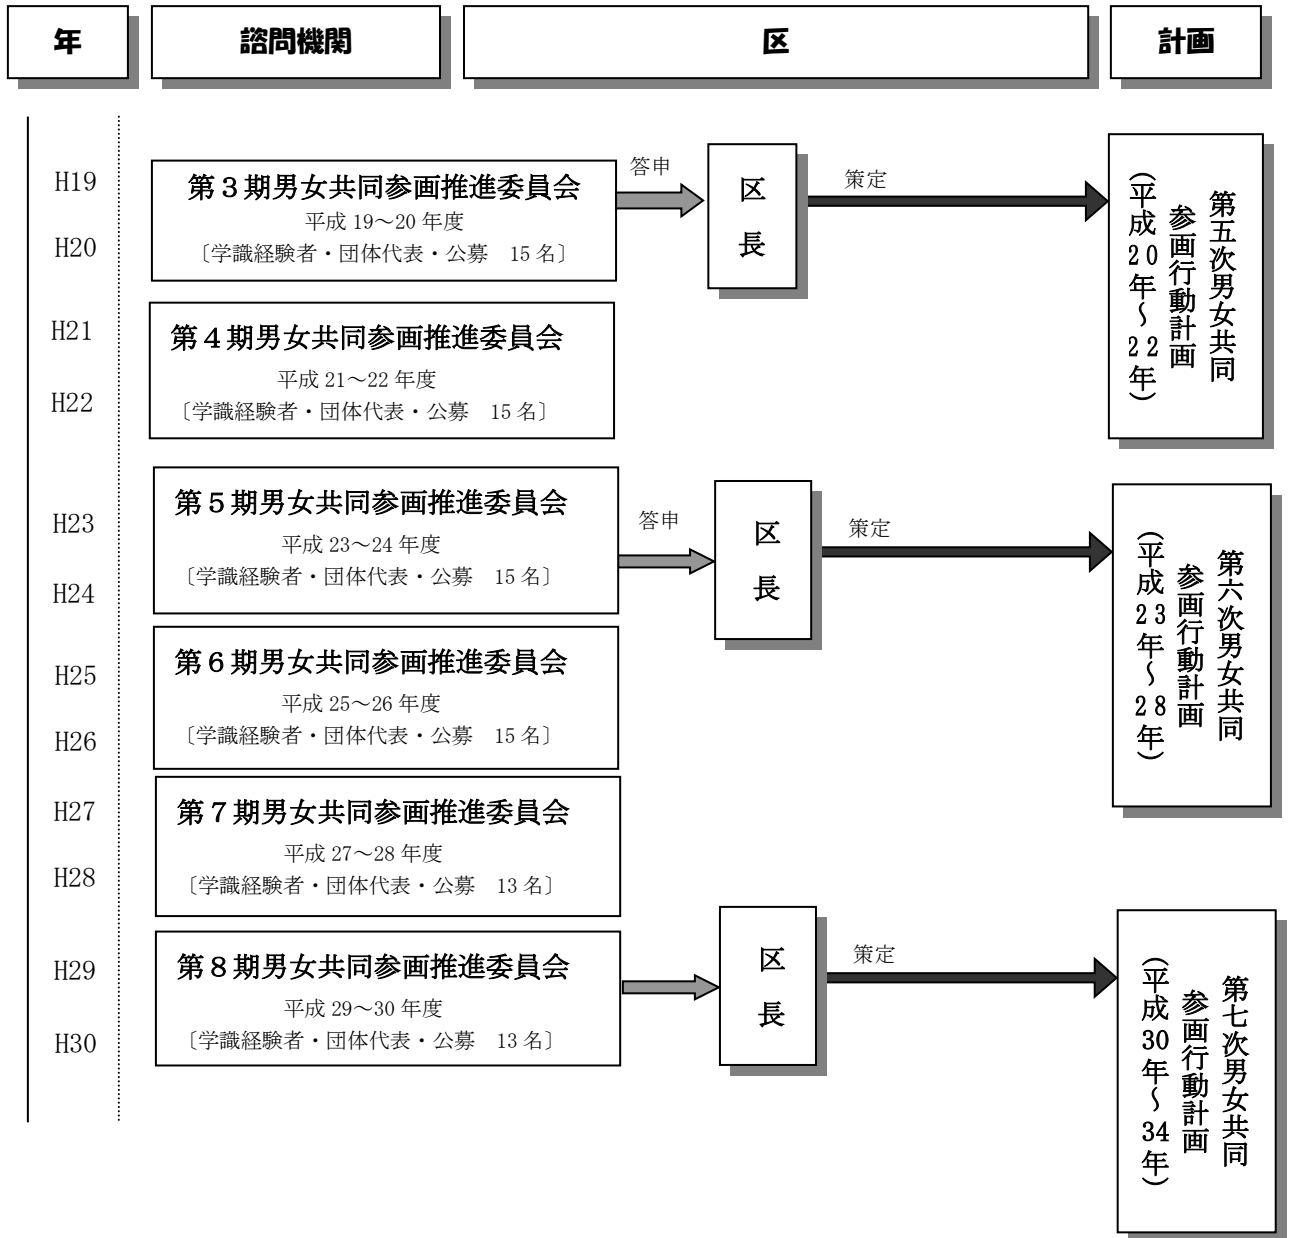 年
諮問機関
区
計画
H19
H20
第３期男女共同参画推進委員会
平成 19～20 年度
〔学識経験者・団体代表・公募　15 名〕
答申
区長
策定
第五次男女共同
参画行動計画
（平成20年～22年）
H21
H22
第４期男女共同参画推進委員会
平成 21～22 年度
〔学識経験者・団体代表・公募　15 名〕
H23
H24
第５期男女共同参画推進委員会
平成 23～24 年度
〔学識経験者・団体代表・公募　15 名〕
答申
区長
策定
第六次男女共同
参画行動計画
（平成23年～28年）
H25
H26
第６期男女共同参画推進委員会
平成 25～26 年度
〔学識経験者・団体代表・公募　15 名〕
H27
H28
第７期男女共同参画推進委員会
平成 27～28 年度
〔学識経験者・団体代表・公募　13 名〕
H29
H30
第８期男女共同参画推進委員会
平成 29～30 年度
〔学識経験者・団体代表・公募　13 名〕
区長
策定
第七次男女共同
参画行動計画
（平成30年～34年）